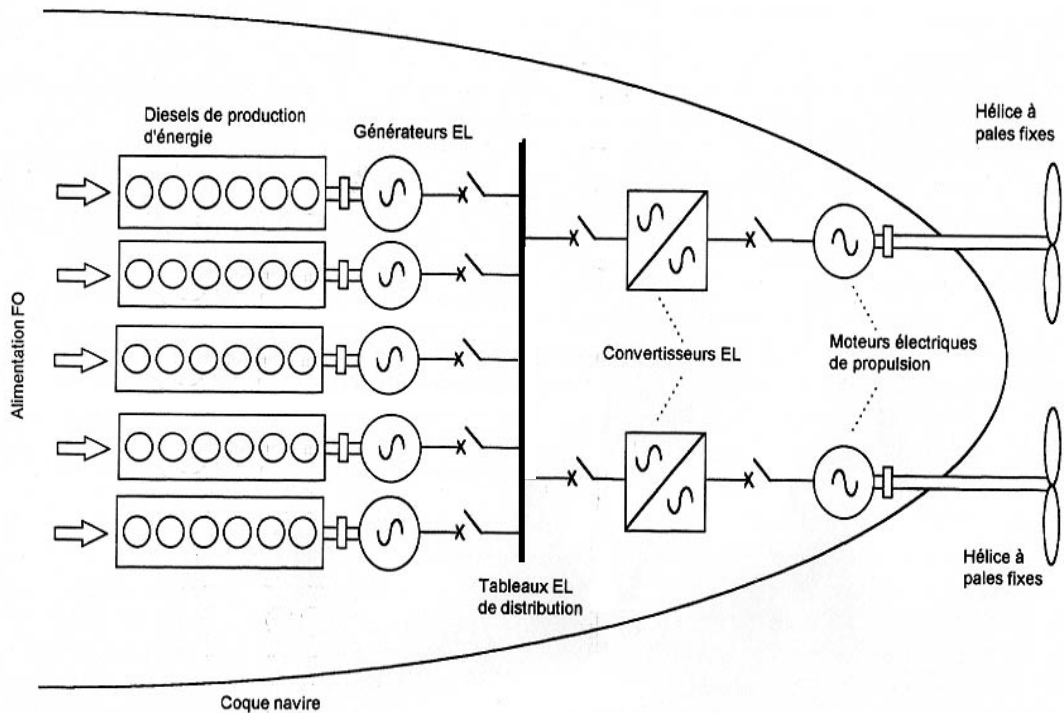 Diesels de production
d'énergie
Générateurs EL
Hélice à
pales fixes
Alimentation FO
Convertisseurs EL
Moteurs électriques
de propulsion
Tableaux EL
de distribution
Hélice à
pales fixes
Coque navire